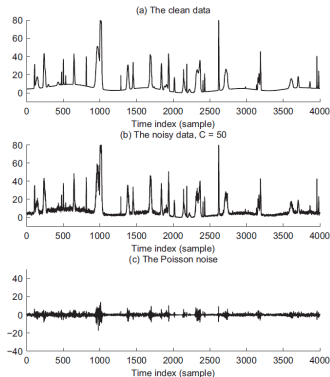 (a) The clean data
80
60
40
20
0
0 500 1000 1500 2000 2500 3000 3500 4000
Time index (sample)
(b) The noisy data, C = 50
80
60
40
20
0
0 500 1000 1500 2000 2500 3000 3500 4000
Time index (sample)
(c) The Poisson noise
40
20
0
−20
−40
0 500 1000 1500 2000 2500 3000 3500 4000
Time index (sample)